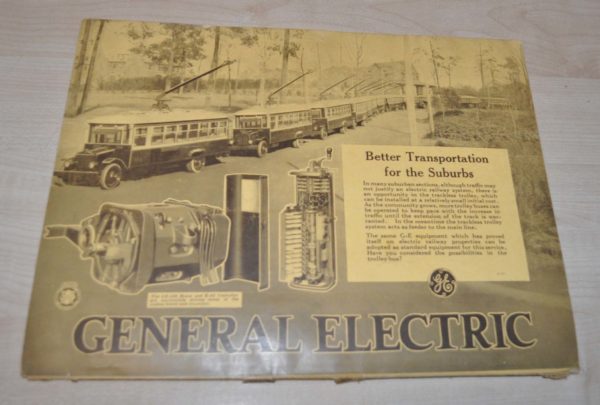 Better Transportation
for the Suburbs
In many suburban sections, although traffic may
not justify an electric railway system, there is
an opportunity in the trackless trolley, which
can be installed at a relatively small initial cost.
As the community grows, more trolley buses can
be operated to keep pace with the increase in
traffic until the extension of the track is war-
ranted. In the meantime the trackless trolley
system acts as feeder to the main line.
The same G-E equipment which has proved
itself on electric railway properties can be
adopted as standard equipment for this service.
Have you considered the possibilities in the
trolley bus?
GE
The Motor and Controller
GENERAL ELECTRIC